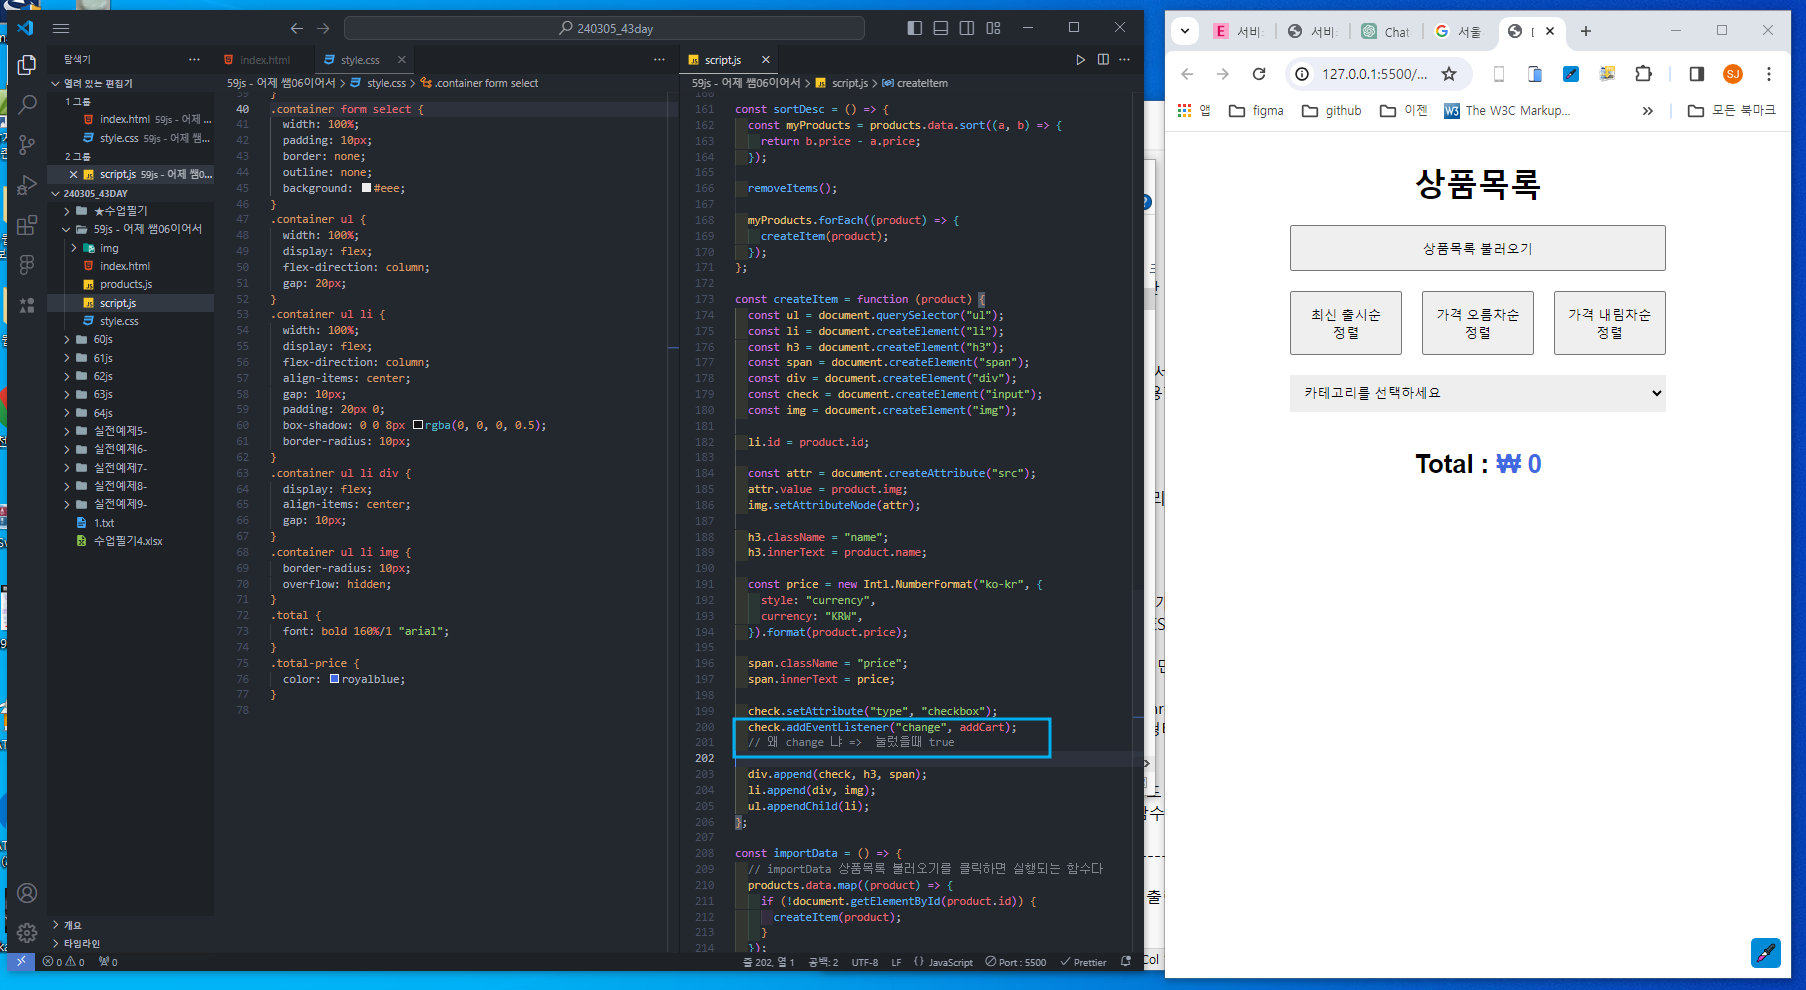 240305_43day
탐색기
index.html
style.css
script.js
열려 있는 편집기
1 그룹
index.html 59js - 어제 ...
style.css 59js - 어제 쌤...
2 그룹
script.js 59js - 어제 쌤0...
240305_43DAY
★수업필기
59js - 어제 쌤06이어서
img
index.html
products.js
script.js
style.css
60js
61js
62js
63js
64js
실전예제5-
실전예제6-
실전예제7-
실전예제8-
실전예제9-
1.txt
수업필기4.xlsx
개요
타임라인
59js - 어제 쌤06이어서 > style.css > .container form select
39 }
40 .container form select {
41 width: 100%;
42 padding: 10px;
43 border: none;
44 outline: none;
45 background: #eee;
46 }
47 .container ul {
48 width: 100%;
49 display: flex;
50 flex-direction: column;
51 gap: 20px;
52 }
53 .container ul li {
54 width: 100%;
55 display: flex;
56 flex-direction: column;
57 align-items: center;
58 gap: 10px;
59 padding: 20px 0;
60 box-shadow: 0 0 8px rgba(0, 0, 0, 0.5);
61 border-radius: 10px;
62 }
63 .container ul li div {
64 display: flex;
65 align-items: center;
66 gap: 10px;
67 }
68 .container ul li img {
69 border-radius: 10px;
70 overflow: hidden;
71 }
72 .total {
73 font: bold 160%/1 "arial";
74 }
75 .total-price {
76 color: royalblue;
77 }
78
59js - 어제 쌤06이어서 > script.js > createItem
160
161 const sortDesc = () => {
162 const myProducts = products.data.sort((a, b) => {
163 return b.price - a.price;
164 });
165
166 removeItems();
167
168 myProducts.forEach((product) => {
169 createItem(product);
170 });
171 };
172
173 const createItem = function (product) {
174 const ul = document.querySelector("ul");
175 const li = document.createElement("li");
176 const h3 = document.createElement("h3");
177 const span = document.createElement("span");
178 const div = document.createElement("div");
179 const check = document.createElement("input");
180 const img = document.createElement("img");
181
182 li.id = product.id;
183
184 const attr = document.createAttribute("src");
185 attr.value = product.img;
186 img.setAttributeNode(attr);
187
188 h3.className = "name";
189 h3.innerText = product.name;
190
191 const price = new Intl.NumberFormat("ko-kr", {
192 style: "currency",
193 currency: "KRW",
194 }).format(product.price);
195
196 span.className = "price";
197 span.innerText = price;
198
199 check.setAttribute("type", "checkbox");
200 check.addEventListener("change", addCart);
201 // 왜 change 냐 => 눌렀을때 true
202
203 div.append(check, h3, span);
204 li.append(div, img);
205 ul.appendChild(li);
206 };
207
208 const importData = () => {
209 // importData 상품목록 불러오기를 클릭하면 실행되는 함수다
210 products.data.map((product) => {
211 if (!document.getElementById(product.id)) {
212 createItem(product);
213 }
214 });
0 0 0
줄 202, 열 1 공백: 2 UTF-8 LF {} JavaScript Port : 5500 Prettier
Col
서비
서비
Chat
서울
127.0.0.1:5500/...
SJ
앱
figma
github
이젠
The W3C Markup...
»
모든 북마크
상품목록
상품목록 불러오기
최신 출시순 정렬
가격 오름차순 정렬
가격 내림차순 정렬
카테고리를 선택하세요
Total : ₩ 0